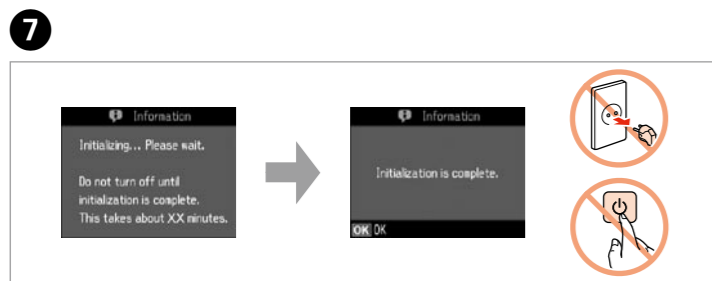 7
Information
Initializing... Please wait.
Do not turn off until
initialization is complete.
This takes about XX minutes.
Information
Initialization is complete.
OK OK